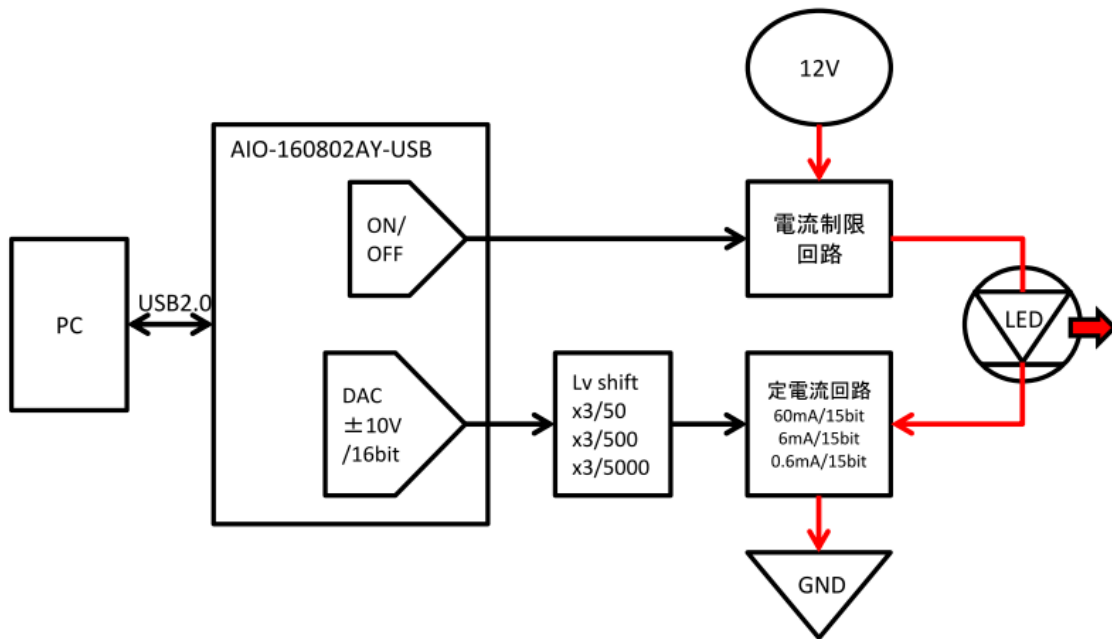 12V
AIO-160802AY-USB
ON/
OFF
電流制限
回路
PC
USB2.0
LED
DAC
±10V
/16bit
Lv shift
x3/50
x3/500
x3/5000
定電流回路
60mA/15bit
6mA/15bit
0.6mA/15bit
GND